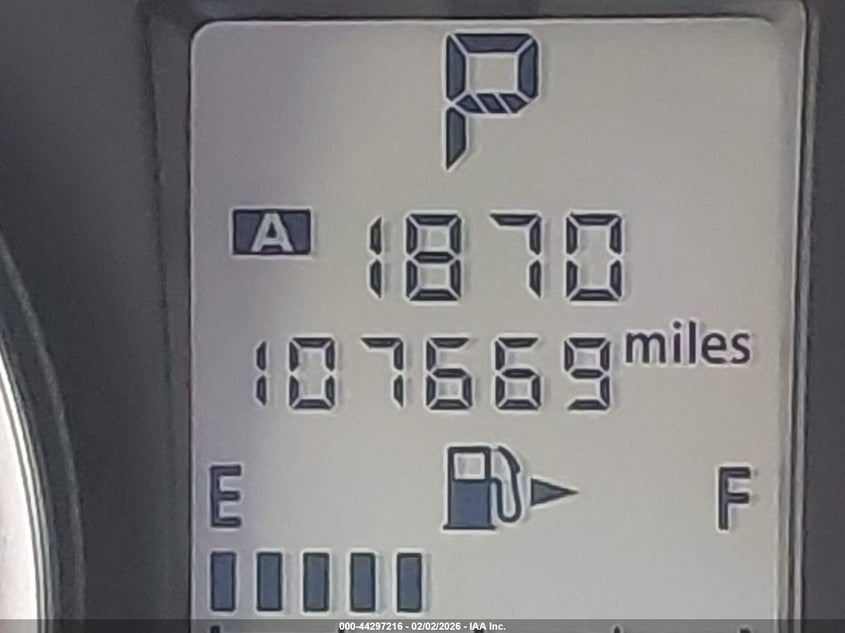 P
A 1870
107669 miles
E F
000-44297216 - 02/02/2026 - IAA Inc.